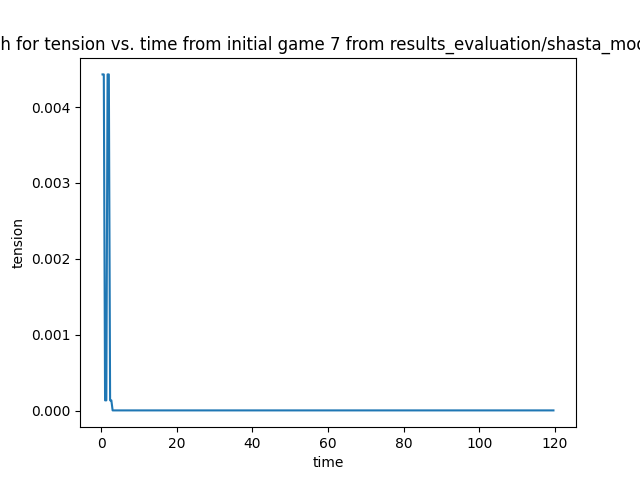 h for tension vs. time from initial game 7 from results_evaluation/shasta_mo
0.004
0.003
0.002
0.001
0.000
tension
0 20 40 60 80 100 120
time